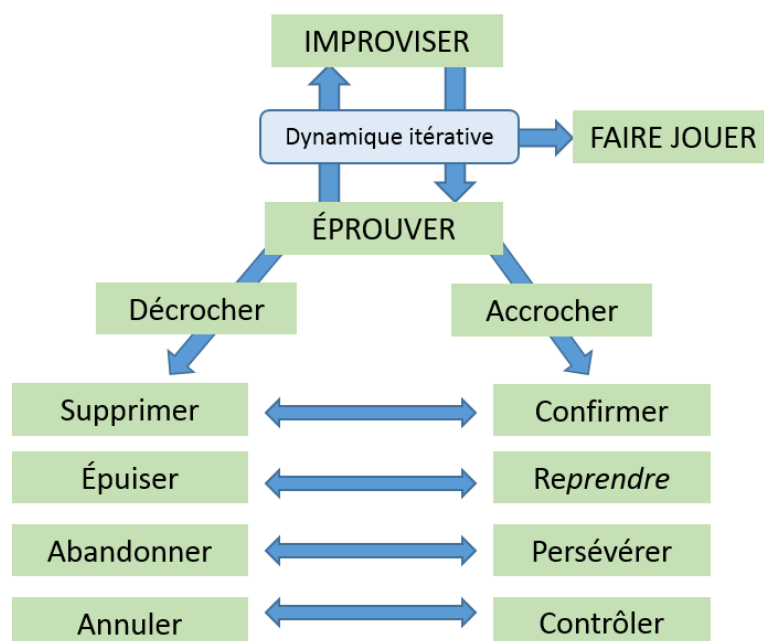 IMPROVISER
Dynamique itérative
FAIRE JOUER
ÉPROUVER
Décrocher
Accrocher
Supprimer
Confirmer
Épuiser
Reprendre
Abandonner
Persévérer
Annuler
Contrôler